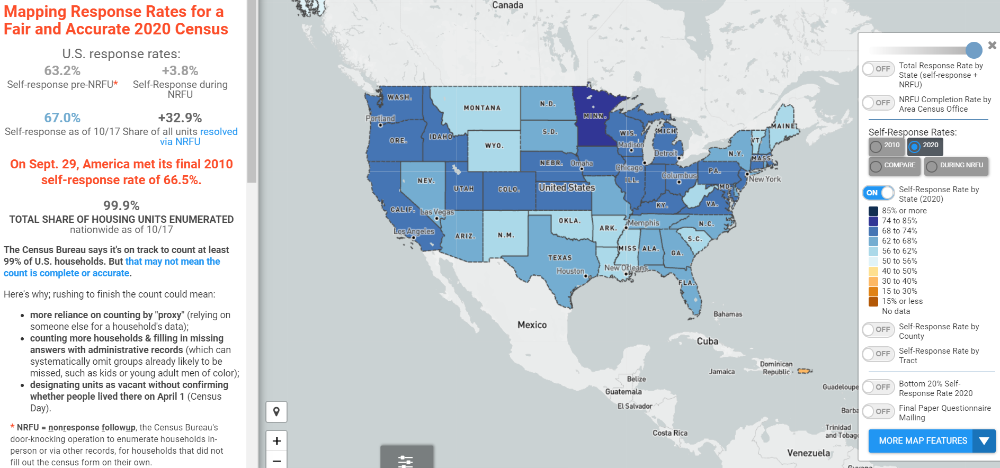 Mapping Response Rates for a
Fair and Accurate 2020 Census
U.S. response rates:
63.2%
+3.8%
Self-response pre-NRFU*
Self-Response during
NRFU
67.0%
+32.9%
Self-response as of 10/17
Share of all units resolved
via NRFU
On Sept. 29, America met its final 2010
self-response rate of 66.5%.
99.9%
TOTAL SHARE OF HOUSING UNITS ENUMERATED
nationwide as of 10/17
The Census Bureau says it's on track to count at least
99% of U.S. households. But that may not mean the
count is complete or accurate.
Here's why; rushing to finish the count could mean:
• more reliance on counting by "proxy" (relying on
someone else for a household's data);
• counting more households & filling in missing
answers with administrative records (which can
systematically omit groups already likely to be
missed, such as kids or young adult men of color);
• designating units as vacant without confirming
whether people lived there on April 1 (Census
Day).
* NRFU = nonresponse followup, the Census Bureau's
door-knocking operation to enumerate households in-
person or via other records, for households that did not
fill out the census form on their own.
Canada
WASH.
MONTANA
N.D.
MINN.
Portland
ORE.
IDAHO
WYO.
S.D.
WIS.
MICH.
Madison
Detroit
MAINE
VT.
N.Y.
MASS.
NEBR.
Omaha
Chicago
Columbus
PA.
New York
NEV.
UTAH
COLO.
United States
ILL.
MD.
CALIF.
Las Vegas
KY.
VA.
Los Angeles
ARIZ.
N.M.
OKLA.
ARK.
Memphis
N.C.
S.C.
MISS.
ALA.
GA.
TEXAS
Houston
New Orleans
FLA.
Mexico
Bahamas
Cuba
Jamaica
Dominican
Republic
Belize
Guatemala
El Salvador
Guadeloupe
Barba
Costa Rica
Trinidad
and Tobago
Venezuela
Guyana
+
−
OFF
Total Response Rate by
State (self-response +
NRFU)
OFF
NRFU Completion Rate by
Area Census Office
Self-Response Rates:
2010
2020
COMPARE
DURING NRFU
ON
Self-Response Rate by
State (2020)
85% or more
74 to 85%
68 to 74%
62 to 68%
56 to 62%
50 to 56%
40 to 50%
30 to 40%
15 to 30%
15% or less
No data
OFF
Self-Response Rate by
County
OFF
Self-Response Rate by
Tract
OFF
Bottom 20% Self-
Response Rate 2020
OFF
Final Paper Questionnaire
Mailing
MORE MAP FEATURES